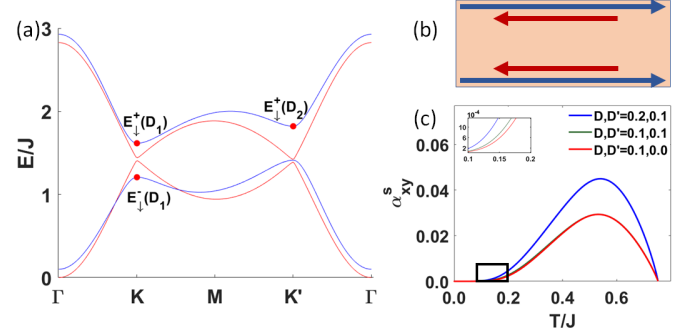 (a)
3
2
1
0
E/J
E↓⁺(D₁)
E↓⁺(D₂)
E↓⁻(D₁)
Γ K M K' Γ
(b)
(c)
0.06
0.04
0.02
0.00
αˢxy
10⁻⁴
10
6
2
0.1 0.15 0.2
D,D'=0.2,0.1
D,D'=0.1,0.1
D,D'=0.1,0.0
0.0 0.2 0.4 0.6
T/J